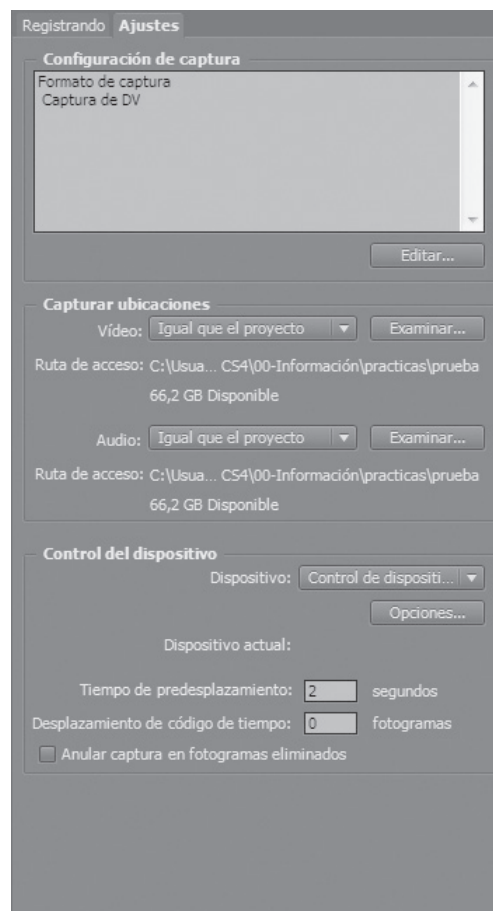 Registrando Ajustes
Configuración de captura
Formato de captura
Captura de DV
Editar...
Capturar ubicaciones
Vídeo: Igual que el proyecto Examinar...
Ruta de acceso: C:\Usua... CS4\00-Información\practicas\prueba
66,2 GB Disponible
Audio: Igual que el proyecto Examinar...
Ruta de acceso: C:\Usua... CS4\00-Información\practicas\prueba
66,2 GB Disponible
Control del dispositivo
Dispositivo: Control de dispositi...
Opciones...
Dispositivo actual:
Tiempo de predesplazamiento: 2 segundos
Desplazamiento de código de tiempo: 0 fotogramas
Anular captura en fotogramas eliminados